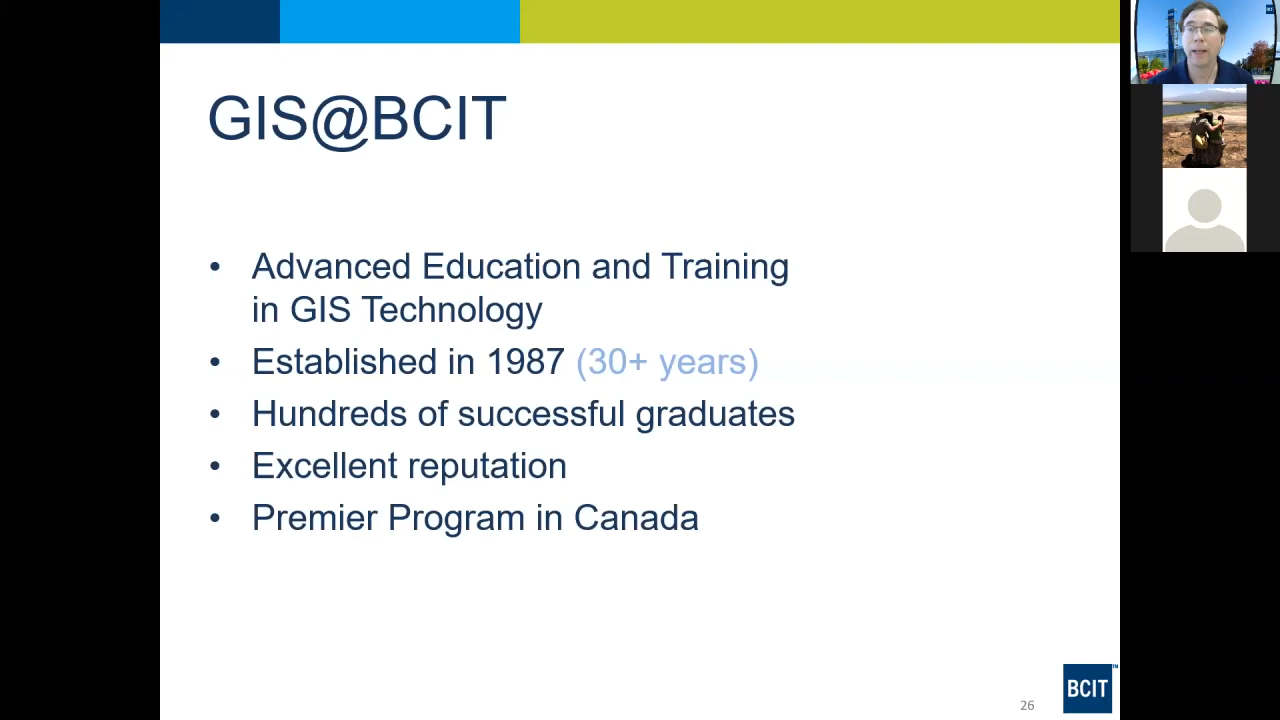 GIS@BCIT
• Advanced Education and Training
in GIS Technology
• Established in 1987 (30+ years)
• Hundreds of successful graduates
• Excellent reputation
• Premier Program in Canada
26
BCIT™